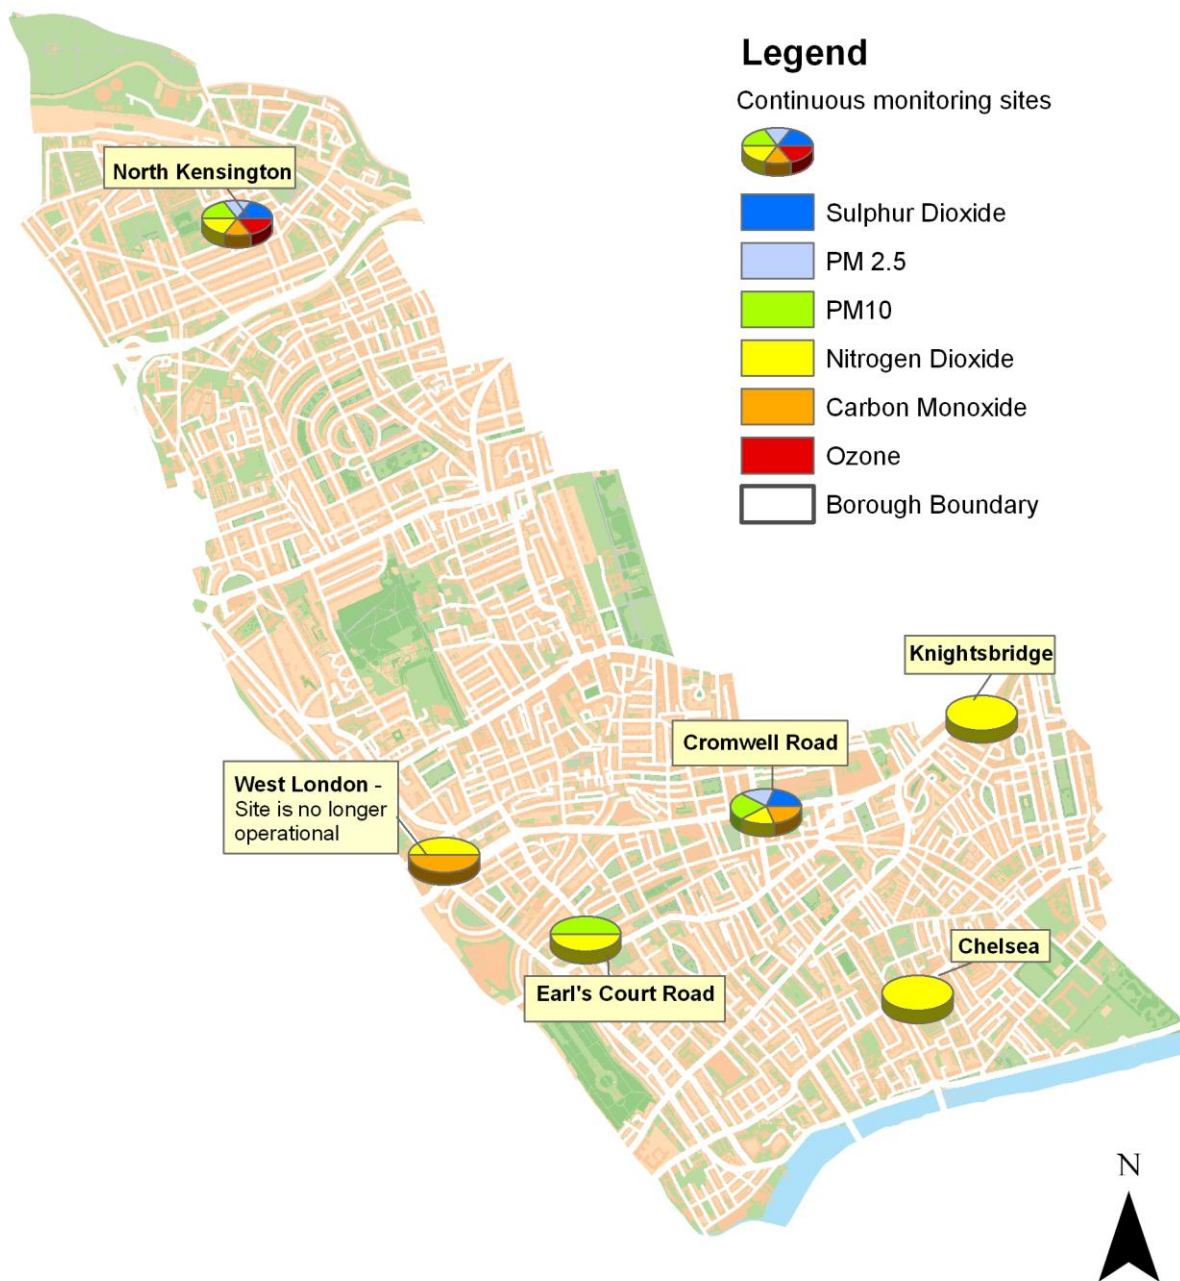 Legend
Continuous monitoring sites
Sulphur Dioxide
PM 2.5
PM10
Nitrogen Dioxide
Carbon Monoxide
Ozone
Borough Boundary
North Kensington
Knightsbridge
Cromwell Road
West London -
Site is no longer
operational
Chelsea
Earl's Court Road
N